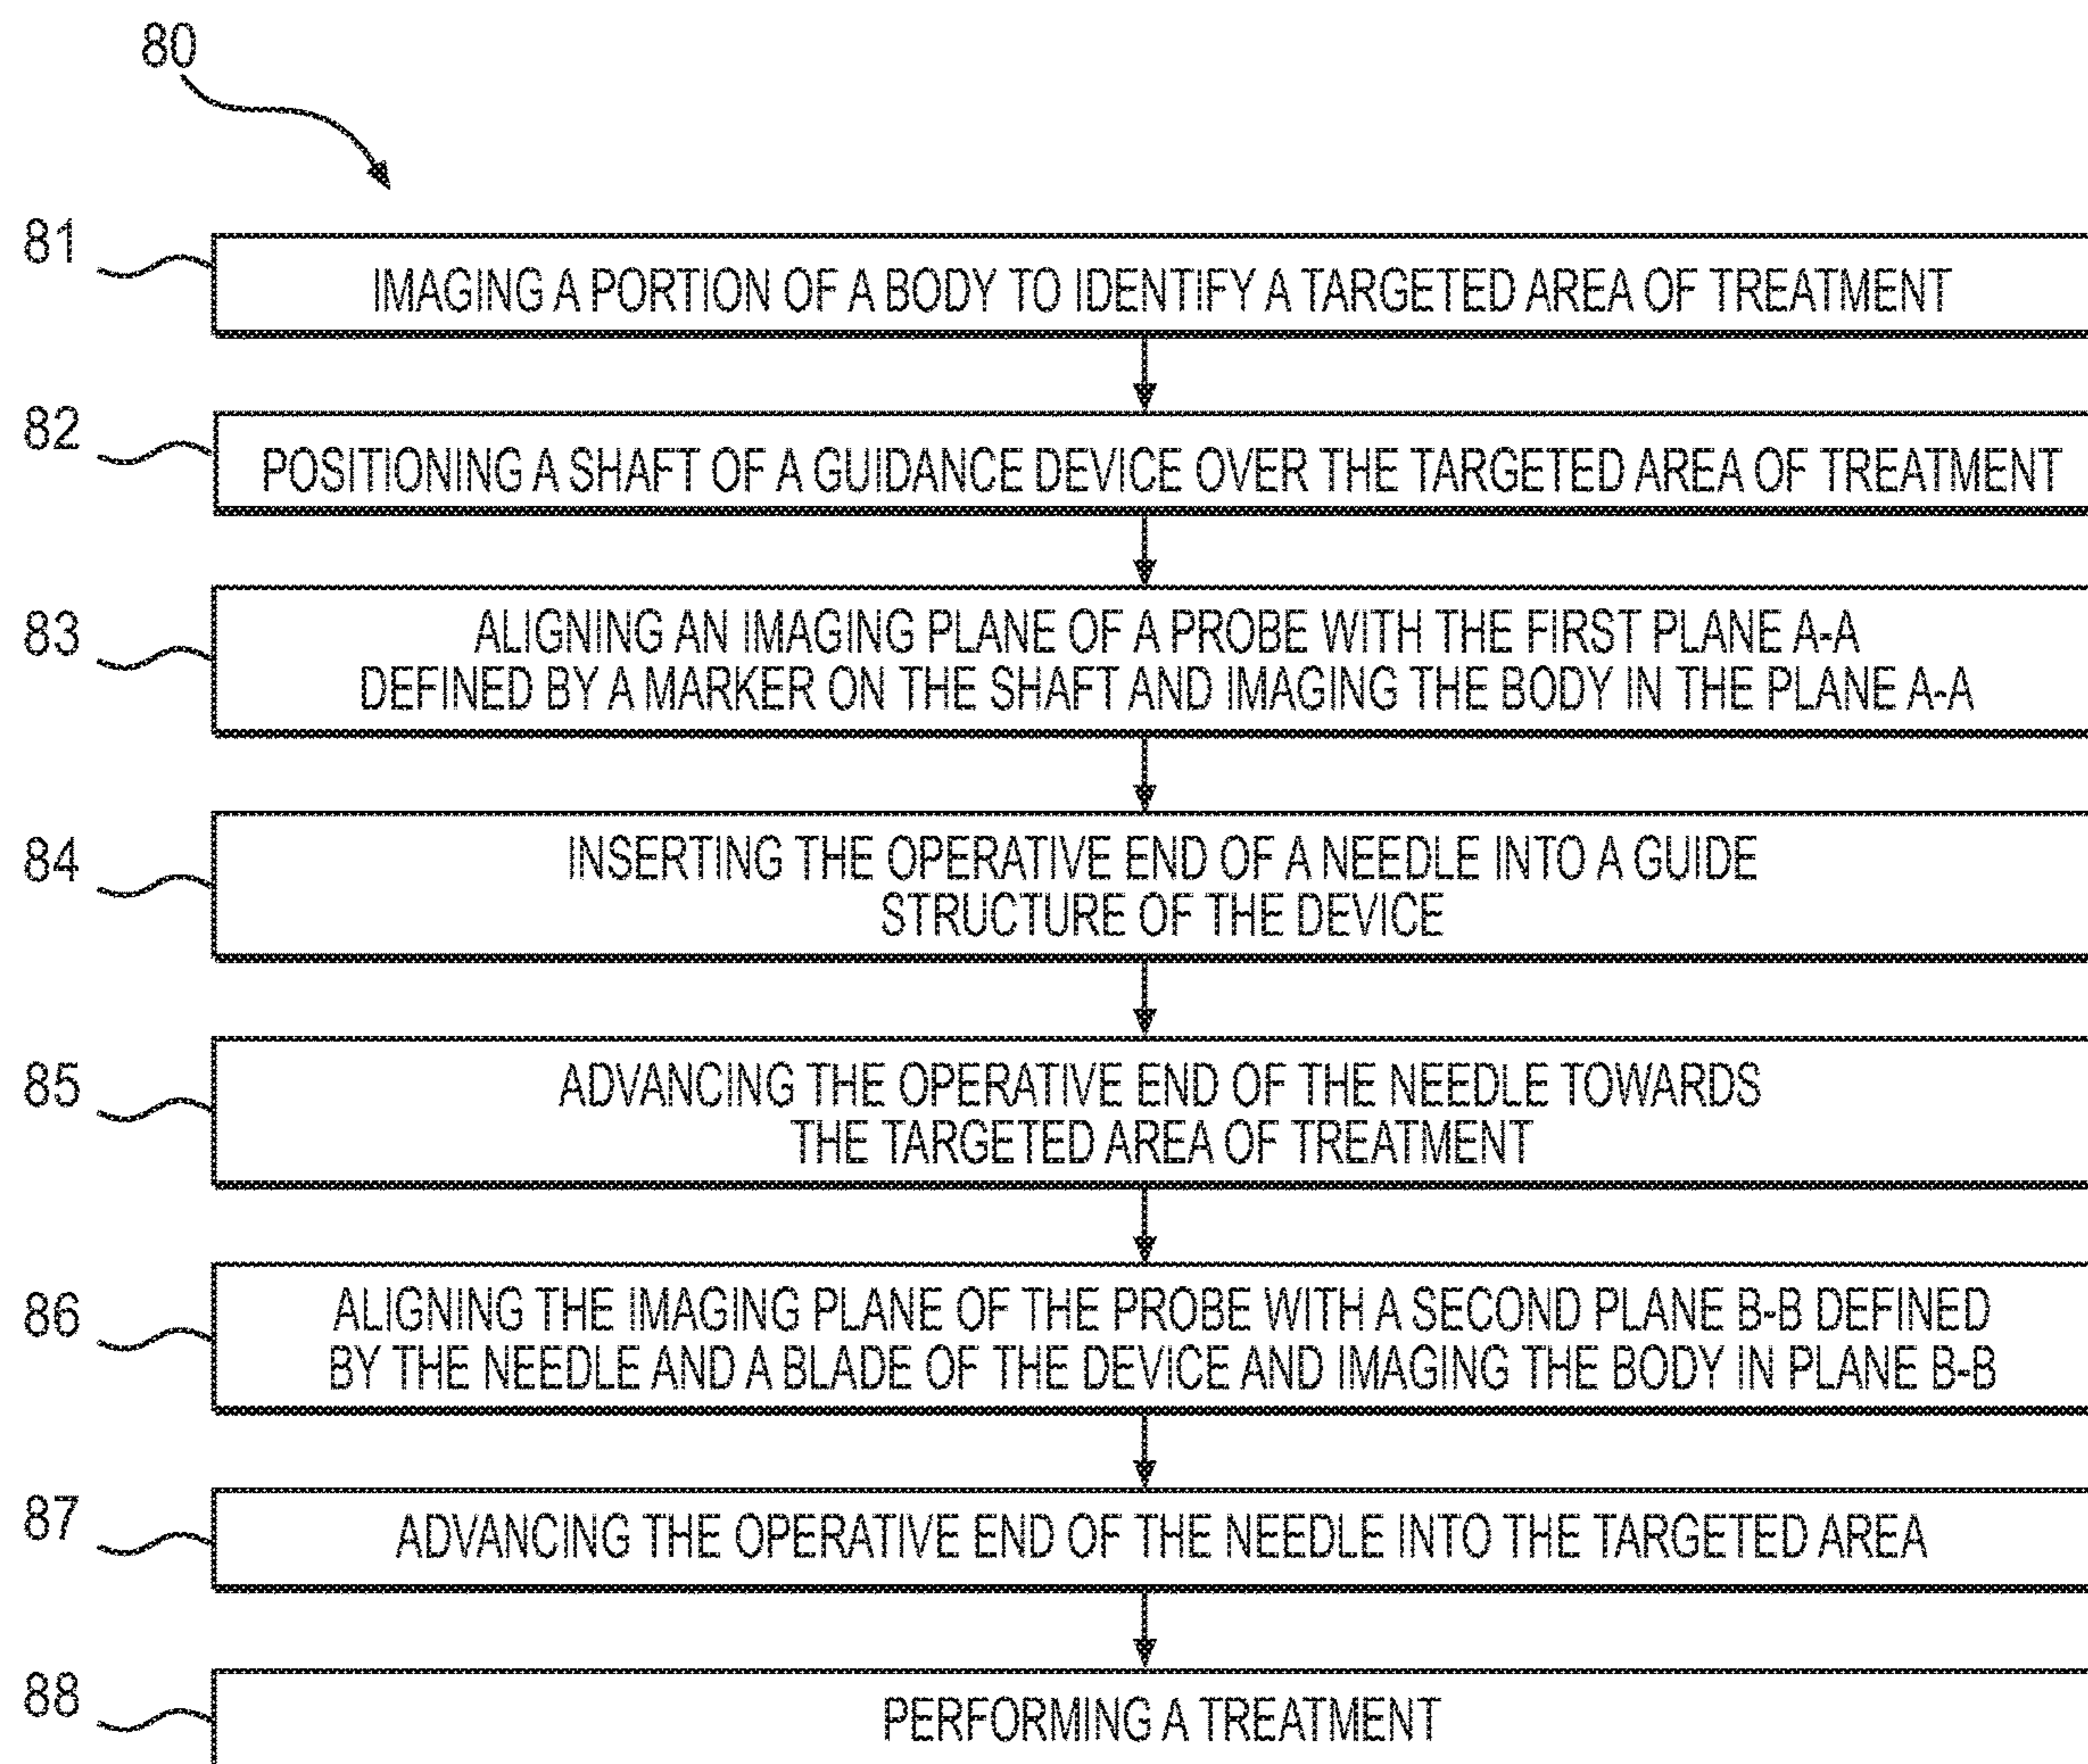 80
81
IMAGING A PORTION OF A BODY TO IDENTIFY A TARGETED AREA OF TREATMENT
82
POSITIONING A SHAFT OF A GUIDANCE DEVICE OVER THE TARGETED AREA OF TREATMENT
83
ALIGNING AN IMAGING PLANE OF A PROBE WITH THE FIRST PLANE A-A
DEFINED BY A MARKER ON THE SHAFT AND IMAGING THE BODY IN THE PLANE A-A
84
INSERTING THE OPERATIVE END OF A NEEDLE INTO A GUIDE
STRUCTURE OF THE DEVICE
85
ADVANCING THE OPERATIVE END OF THE NEEDLE TOWARDS
THE TARGETED AREA OF TREATMENT
86
ALIGNING THE IMAGING PLANE OF THE PROBE WITH A SECOND PLANE B-B DEFINED
BY THE NEEDLE AND A BLADE OF THE DEVICE AND IMAGING THE BODY IN PLANE B-B
87
ADVANCING THE OPERATIVE END OF THE NEEDLE INTO THE TARGETED AREA
88
PERFORMING A TREATMENT